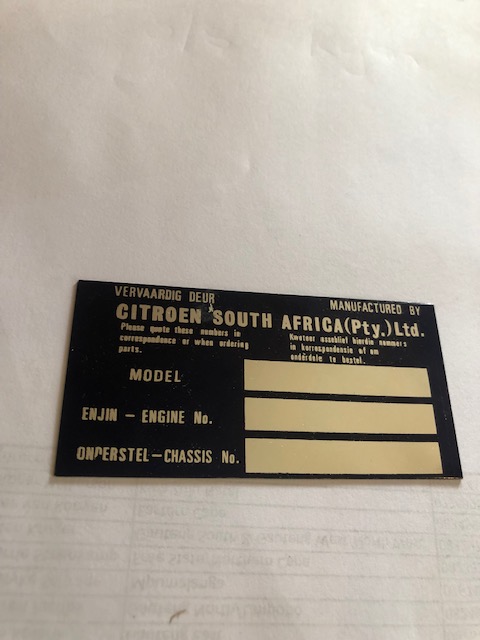 VERVAARDIG DEUR MANUFACTURED BY
CITROEN SOUTH AFRICA(Pty.)Ltd.
Please quote these numbers in
correspondence or when ordering
parts.
Kwoteer asseblief hierdie nommers
in korrespondensie of om
onderdele te bestel.
MODEL
ENJIN - ENGINE No.
ONDERSTEL-CHASSIS No.